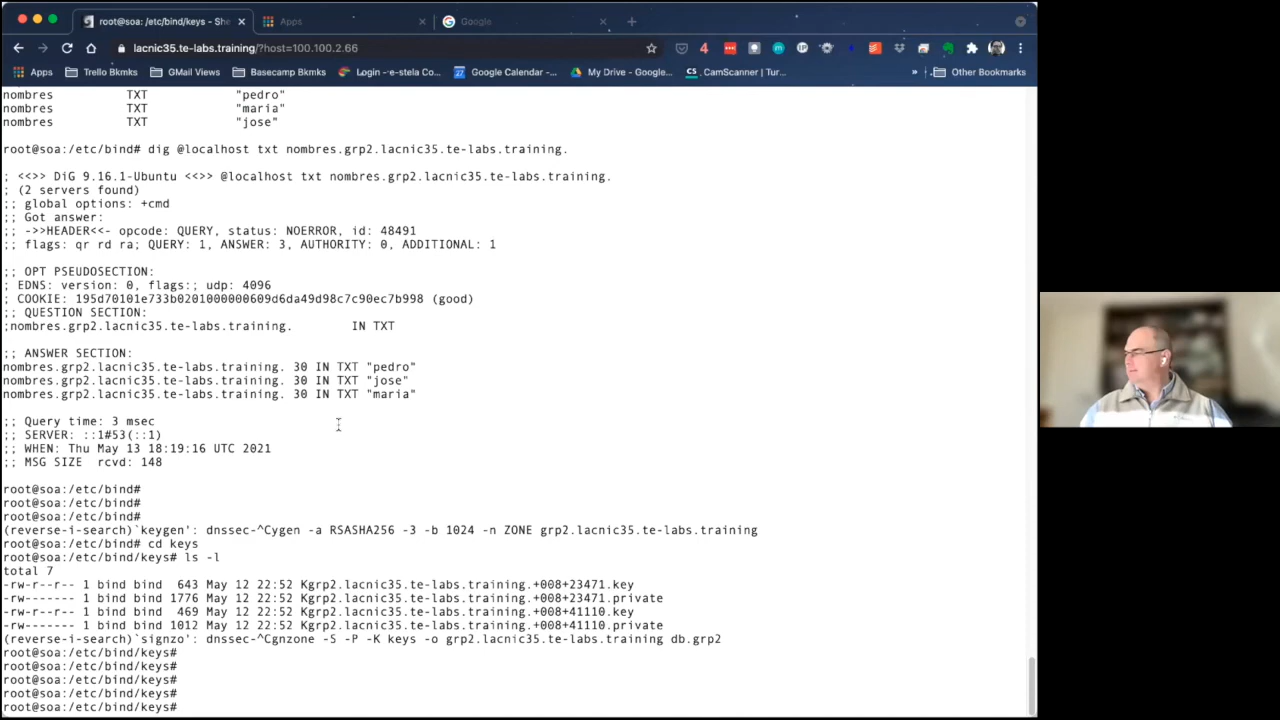 root@soa: /etc/bind/keys - She
Apps
Google
lacnic35.te-labs.training/?host=100.100.2.66
4
Apps
Trello Bkmks
GMail Views
Basecamp Bkmks
Login - e-stela Co...
Google Calendar -...
My Drive - Google...
CS
CamScanner | Tur...
»
Other Bookmarks
nombres TXT "pedro"
nombres TXT "maria"
nombres TXT "jose"
root@soa:/etc/bind# dig @localhost txt nombres.grp2.lacnic35.te-labs.training.
; <<>> DiG 9.16.1-Ubuntu <<>> @localhost txt nombres.grp2.lacnic35.te-labs.training.
; (2 servers found)
;; global options: +cmd
;; Got answer:
;; ->>HEADER<<- opcode: QUERY, status: NOERROR, id: 48491
;; flags: qr rd ra; QUERY: 1, ANSWER: 3, AUTHORITY: 0, ADDITIONAL: 1
;; OPT PSEUDOSECTION:
; EDNS: version: 0, flags:; udp: 4096
; COOKIE: 195d70101e733b0201000000609d6da49d98c7c90ec7b998 (good)
;; QUESTION SECTION:
;nombres.grp2.lacnic35.te-labs.training. IN TXT
;; ANSWER SECTION:
nombres.grp2.lacnic35.te-labs.training. 30 IN TXT "pedro"
nombres.grp2.lacnic35.te-labs.training. 30 IN TXT "jose"
nombres.grp2.lacnic35.te-labs.training. 30 IN TXT "maria"
;; Query time: 3 msec
;; SERVER: ::1#53(::1)
;; WHEN: Thu May 13 18:19:16 UTC 2021
;; MSG SIZE rcvd: 148
root@soa:/etc/bind#
root@soa:/etc/bind#
root@soa:/etc/bind#
(reverse-i-search)`keygen': dnssec-^Cygen -a RSASHA256 -3 -b 1024 -n ZONE grp2.lacnic35.te-labs.training
root@soa:/etc/bind# cd keys
root@soa:/etc/bind/keys# ls -l
total 7
-rw-r--r-- 1 bind bind 643 May 12 22:52 Kgrp2.lacnic35.te-labs.training.+008+23471.key
-rw------- 1 bind bind 1776 May 12 22:52 Kgrp2.lacnic35.te-labs.training.+008+23471.private
-rw-r--r-- 1 bind bind 469 May 12 22:52 Kgrp2.lacnic35.te-labs.training.+008+41110.key
-rw------- 1 bind bind 1012 May 12 22:52 Kgrp2.lacnic35.te-labs.training.+008+41110.private
(reverse-i-search)`signzo': dnssec-^Cgnzone -S -P -K keys -o grp2.lacnic35.te-labs.training db.grp2
root@soa:/etc/bind/keys#
root@soa:/etc/bind/keys#
root@soa:/etc/bind/keys#
root@soa:/etc/bind/keys#
root@soa:/etc/bind/keys#